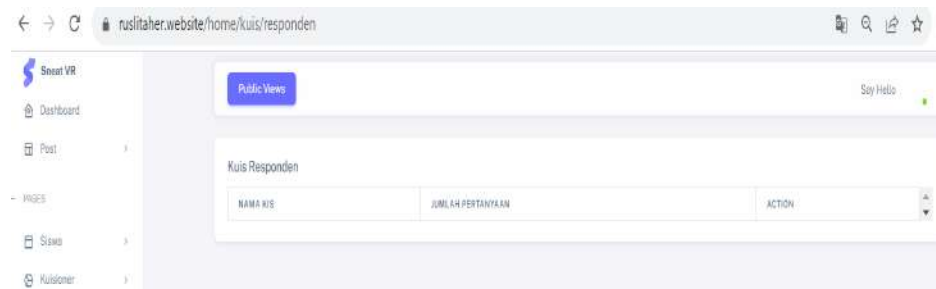 ruslitaher.website/home/kuis/responden
Sneat VR
Dashboard
Post
PAGES
Siswa
Kuisioner
Public Views
Say Hello
Kuis Responden
NAMA KIS
JUMLAH PERTANYAAN
ACTION